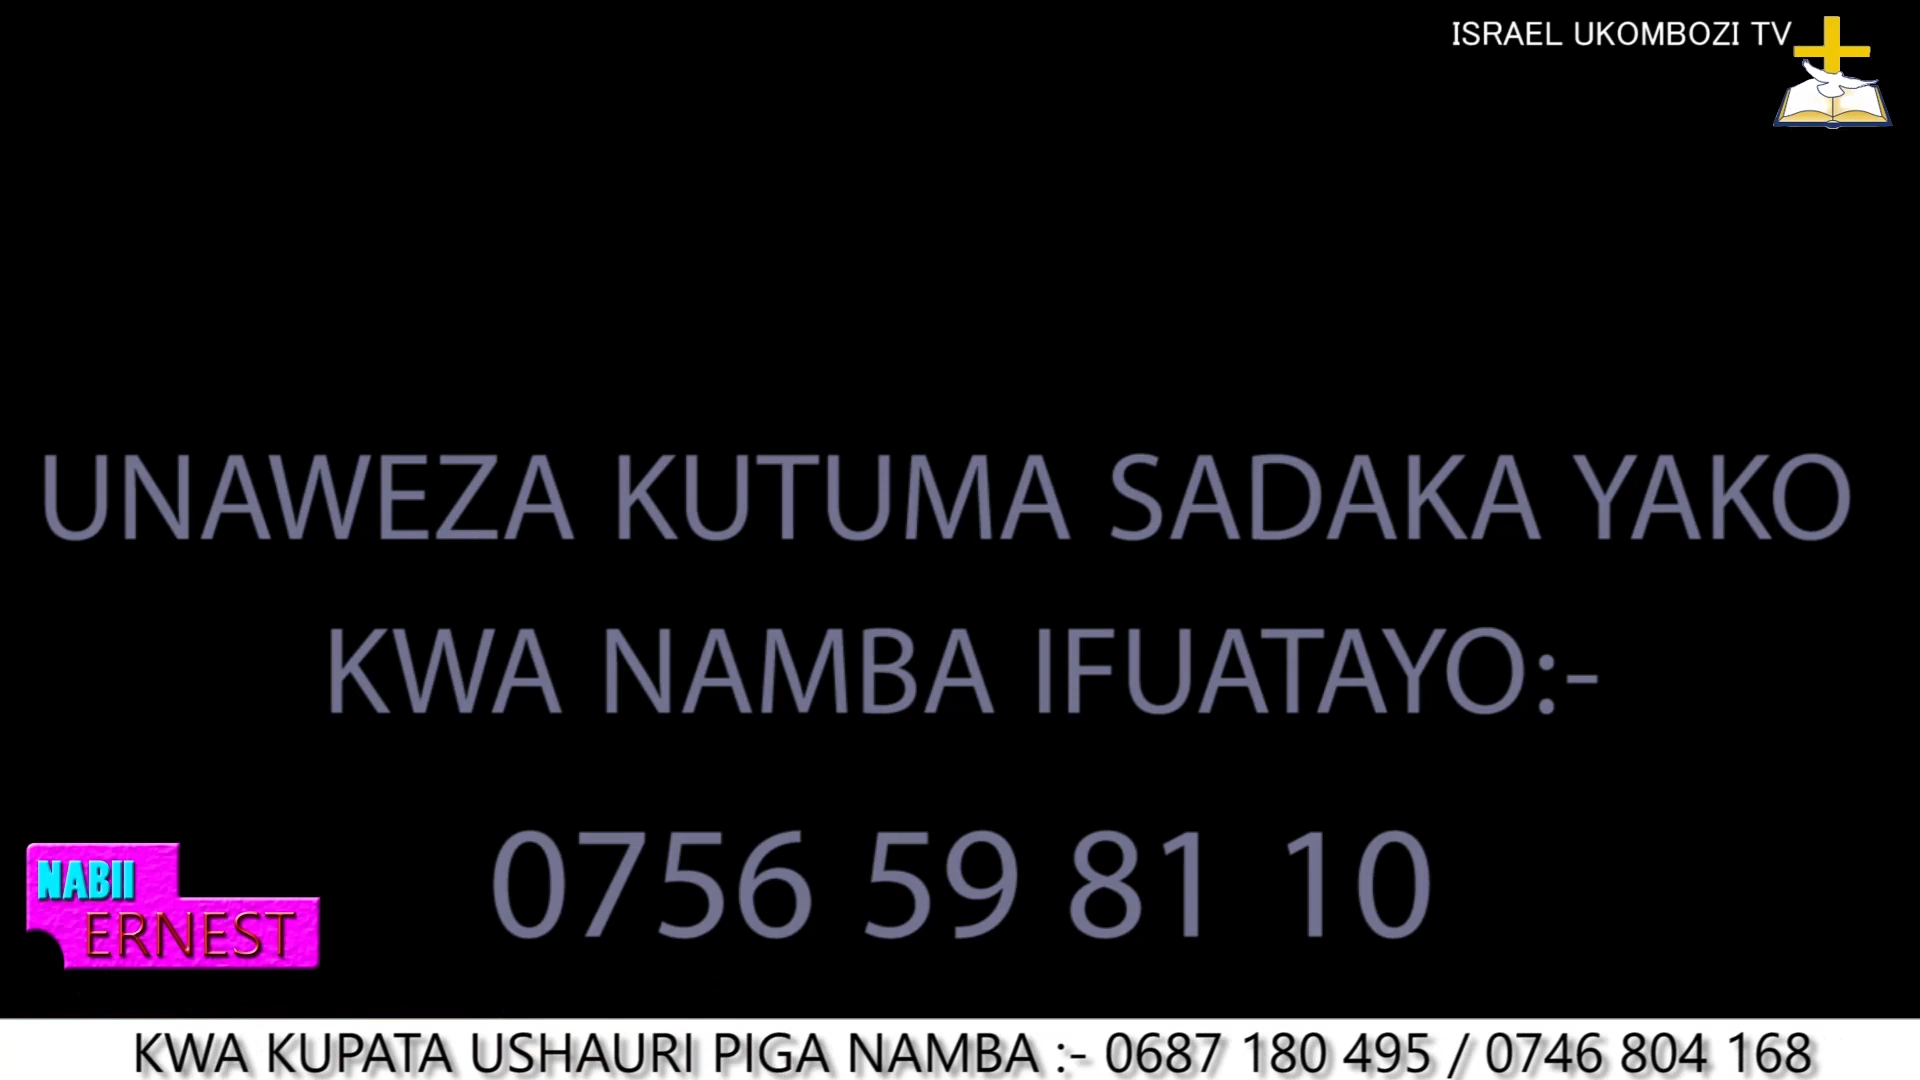 ISRAEL UKOMBOZI TV
UNAWEZA KUTUMA SADAKA YAKO
KWA NAMBA IFUATAYO:-
0756 59 81 10
NABII
ERNEST
KWA KUPATA USHAURI PIGA NAMBA :- 0687 180 495 / 0746 804 168